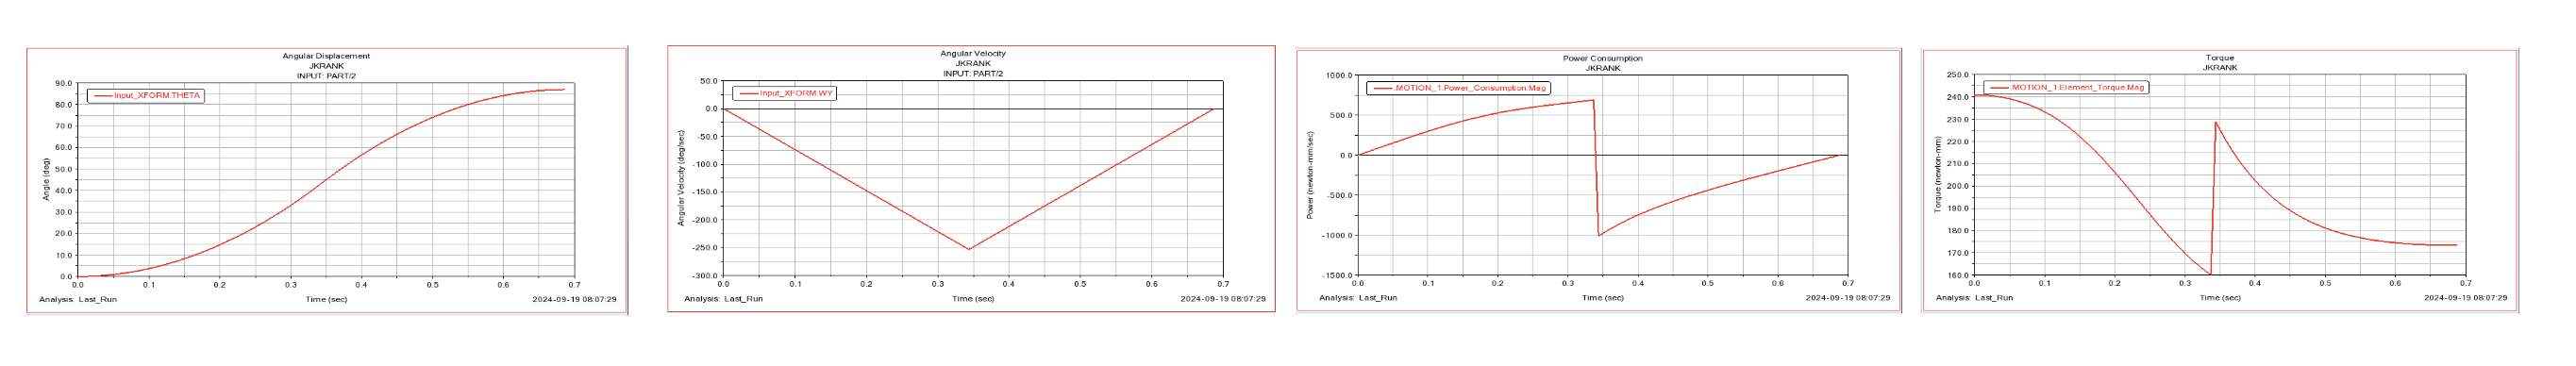 Angular Displacement
JKRANK
INPUT: PART/2
Input_XFORM.THETA
90.0
80.0
70.0
60.0
50.0
40.0
30.0
20.0
10.0
0.0
Angle (deg)
0.0 0.1 0.2 0.3 0.4 0.5 0.6 0.7
Analysis: Last_Run Time (sec) 2024-09-19 08:07:29
Angular Velocity
JKRANK
INPUT: PART/2
Input_XFORM.WY
50.0
0.0
-50.0
-100.0
-150.0
-200.0
-250.0
-300.0
Angular Velocity (deg/sec)
0.0 0.1 0.2 0.3 0.4 0.5 0.6 0.7
Analysis: Last_Run Time (sec) 2024-09-19 08:07:29
Power Consumption
JKRANK
.MOTION_1.Power_Consumption.Mag
1000.0
500.0
0.0
-500.0
-1000.0
-1500.0
Power (newton-mm/sec)
0.0 0.1 0.2 0.3 0.4 0.5 0.6 0.7
Analysis: Last_Run Time (sec) 2024-09-19 08:07:29
Torque
JKRANK
.MOTION_1.Element_Torque.Mag
250.0
240.0
230.0
220.0
210.0
200.0
190.0
180.0
170.0
160.0
Torque (newton-mm)
0.0 0.1 0.2 0.3 0.4 0.5 0.6 0.7
Analysis: Last_Run Time (sec) 2024-09-19 08:07:29